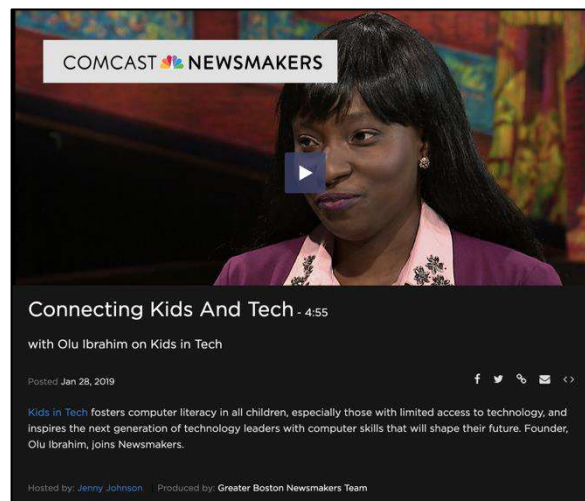 COMCAST NEWSMAKERS
Connecting Kids And Tech - 4:55
with Olu Ibrahim on Kids in Tech
Posted Jan 28, 2019
Kids in Tech fosters computer literacy in all children, especially those with limited access to technology, and
inspires the next generation of technology leaders with computer skills that will shape their future. Founder,
Olu Ibrahim, joins Newsmakers.
Hosted by: Jenny Johnson Produced by: Greater Boston Newsmakers Team